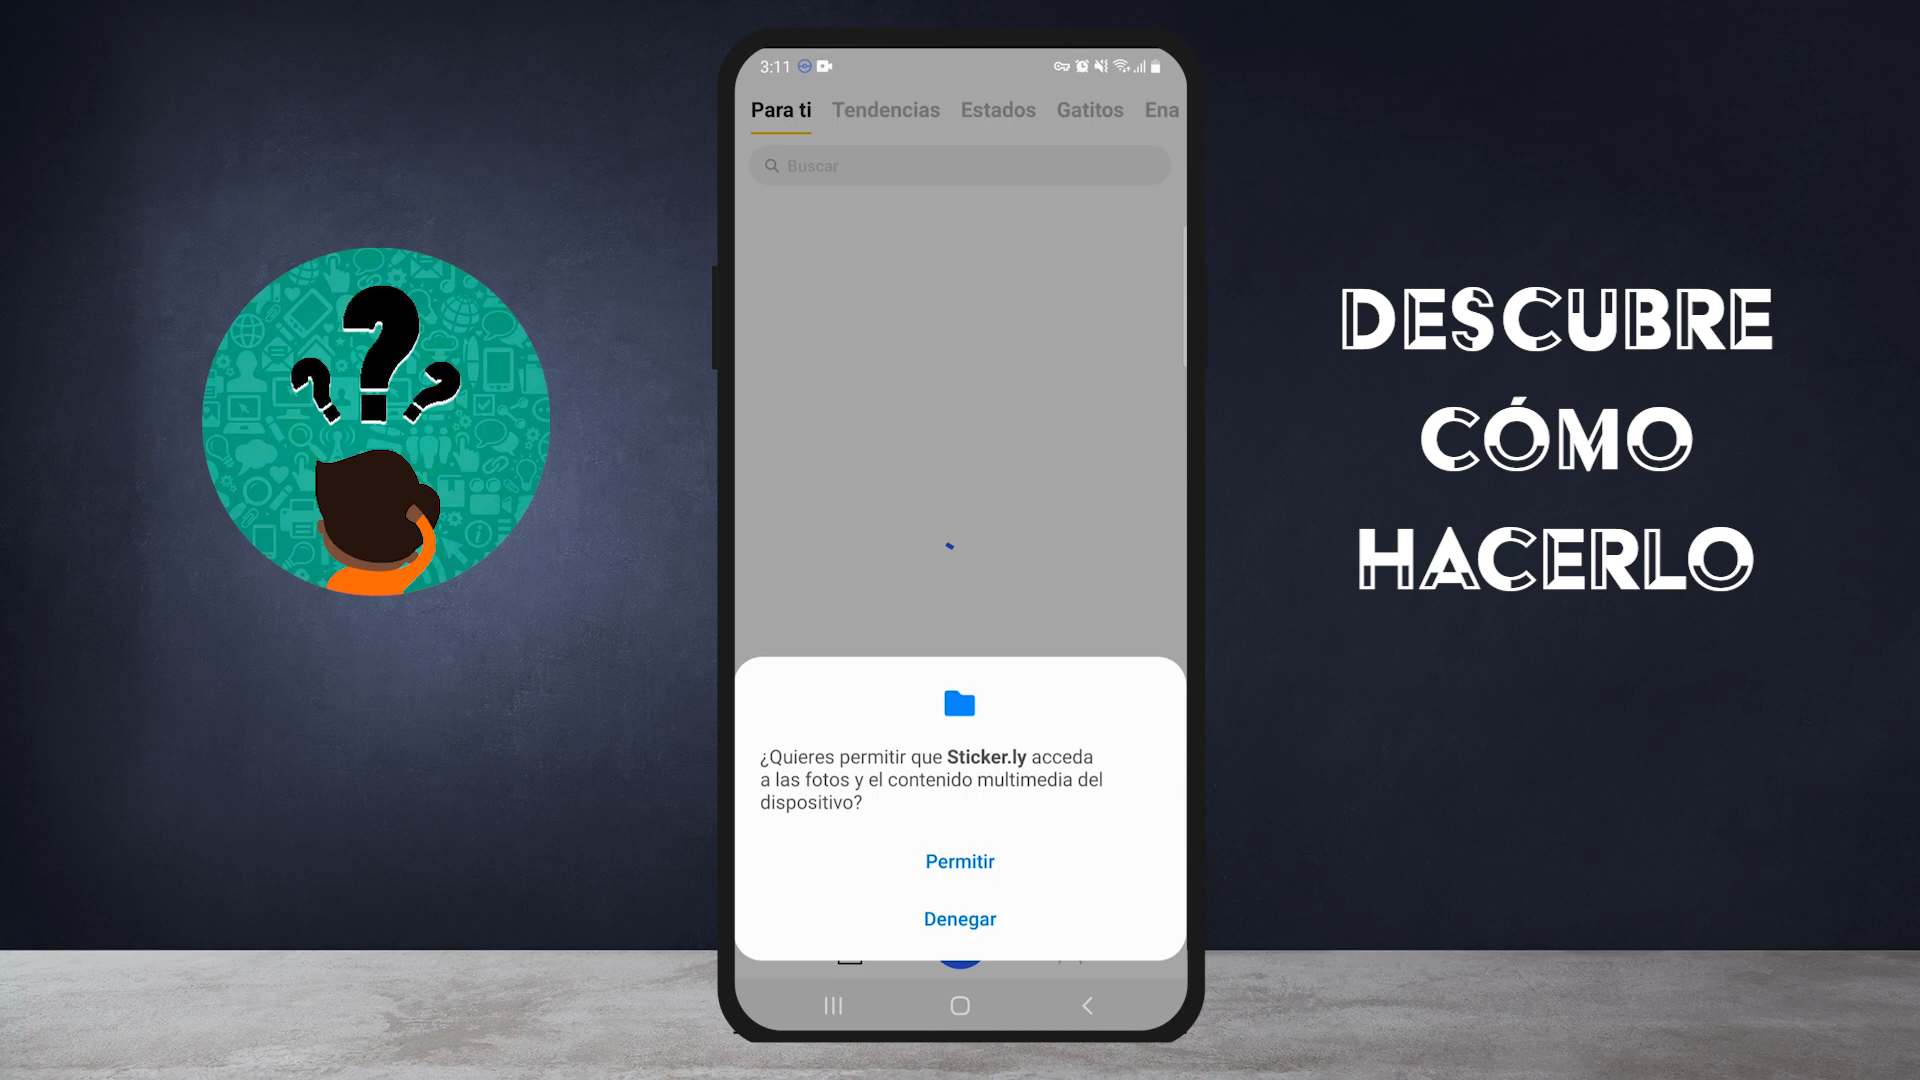 3:11
Para ti Tendencias Estados Gatitos Ena
Buscar
¿Quieres permitir que Sticker.ly acceda
a las fotos y el contenido multimedia del
dispositivo?
Permitir
Denegar
DESCUBRE
CÓMO
HACERLO